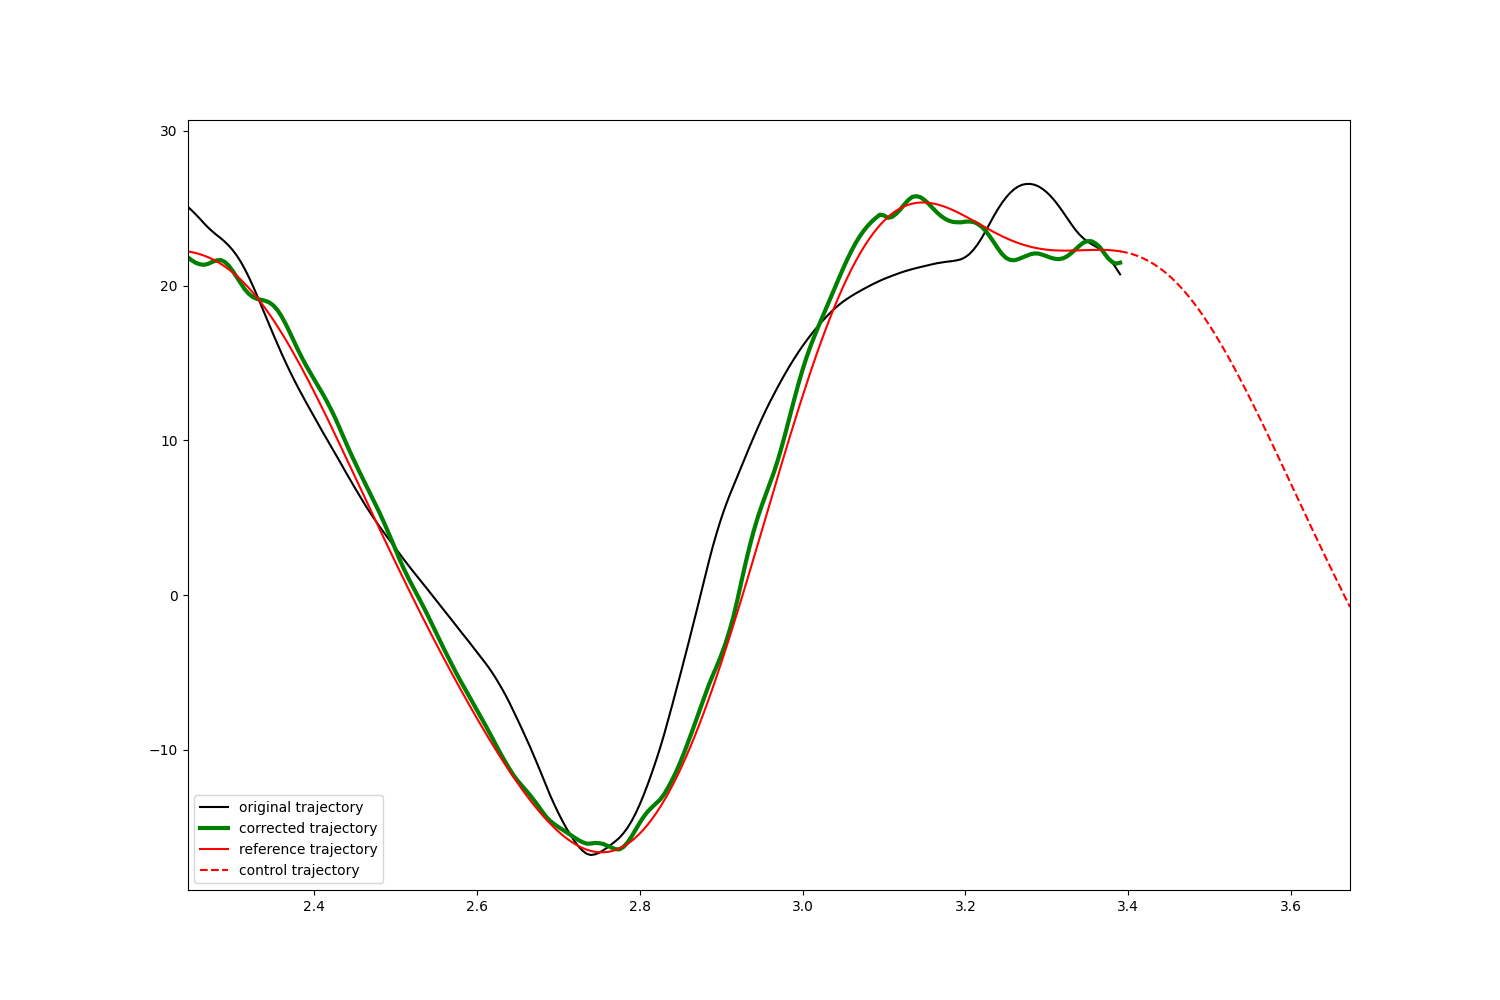 30
20
10
0
−10
original trajectory
corrected trajectory
reference trajectory
control trajectory
2.4 2.6 2.8 3.0 3.2 3.4 3.6